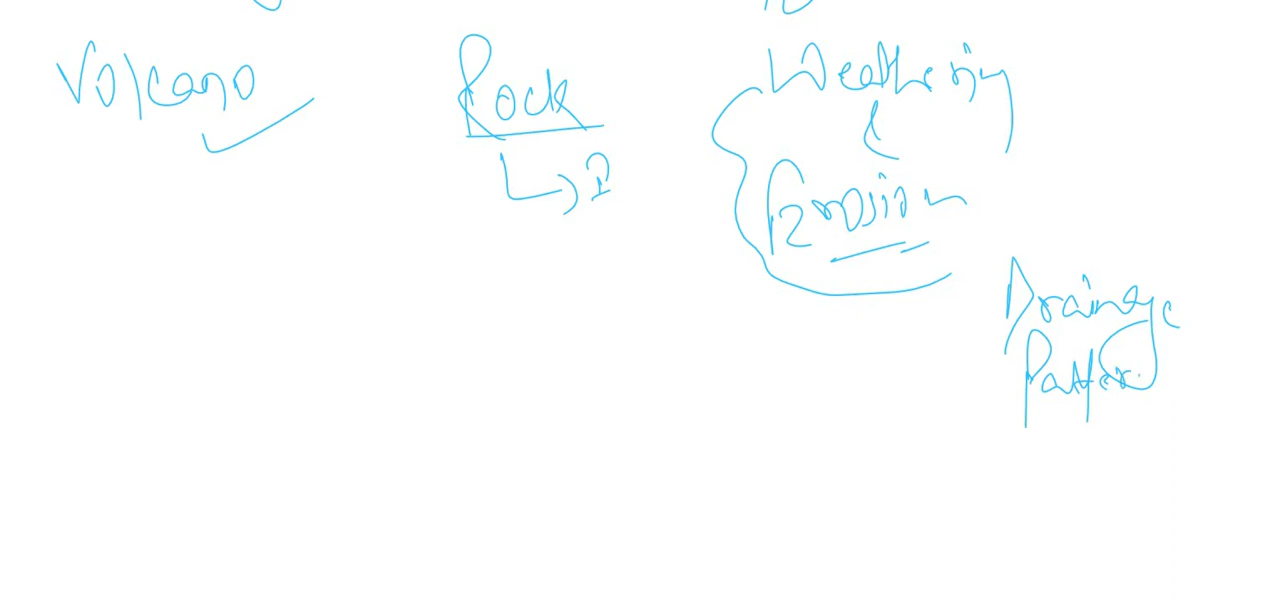 Volcano
Rock
→ ?
Weathering
&
Erosion
Drainage
Pattern